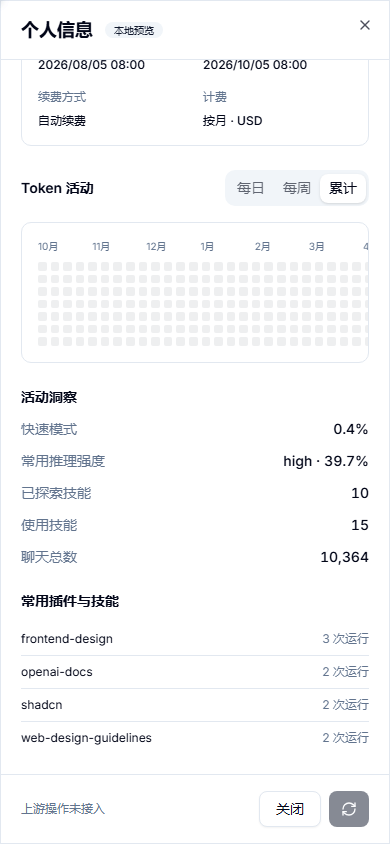 个人信息 本地预览
2026/08/05 08:00 2026/10/05 08:00
续费方式 计费
自动续费 按月 · USD
Token 活动 每日 每周 累计
10月 11月 12月 1月 2月 3月 4
活动洞察
快速模式 0.4%
常用推理强度 high · 39.7%
已探索技能 10
使用技能 15
聊天总数 10,364
常用插件与技能
frontend-design 3 次运行
openai-docs 2 次运行
shadcn 2 次运行
web-design-guidelines 2 次运行
上游操作未接入 关闭